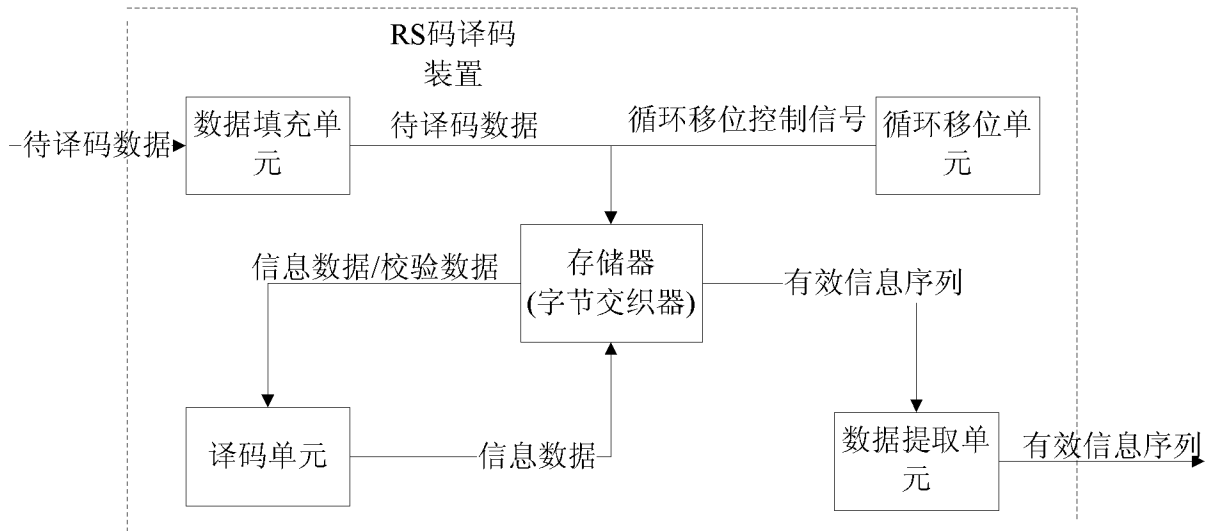 RS码译码
装置
数据填充单
元
待译码数据
循环移位控制信号
循环移位单
元
待译码数据
存储器
(字节交织器)
信息数据/校验数据
有效信息序列
译码单元
信息数据
数据提取单
元
有效信息序列